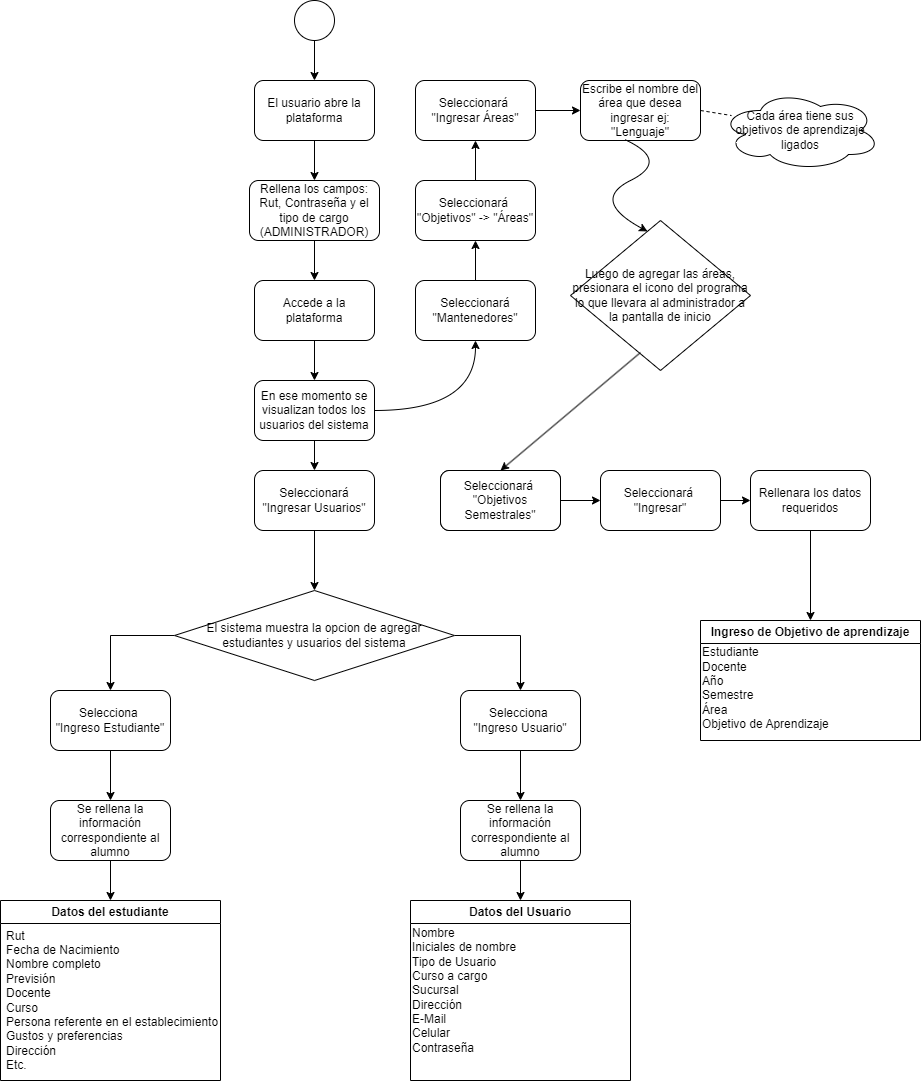 El usuario abre la
plataforma
Rellena los campos:
Rut, Contraseña y el
tipo de cargo
(ADMINISTRADOR)
Accede a la
plataforma
En ese momento se
visualizan todos los
usuarios del sistema
Seleccionará
"Mantenedores"
Seleccionará
"Objetivos" -> "Áreas"
Seleccionará
"Ingresar Áreas"
Escribe el nombre del
área que desea
ingresar ej:
"Lenguaje"
Cada área tiene sus
objetivos de aprendizaje
ligados
Luego de agregar las áreas,
presionara el icono del programa
lo que llevara al administrador a
la pantalla de inicio
Seleccionará
"Objetivos
Semestrales"
Seleccionará
"Ingresar"
Rellenara los datos
requeridos
Ingreso de Objetivo de aprendizaje
Estudiante
Docente
Año
Semestre
Área
Objetivo de Aprendizaje
Seleccionará
"Ingresar Usuarios"
El sistema muestra la opcion de agregar
estudiantes y usuarios del sistema
Selecciona
"Ingreso Estudiante"
Se rellena la
información
correspondiente al
alumno
Datos del estudiante
Rut
Fecha de Nacimiento
Nombre completo
Previsión
Docente
Curso
Persona referente en el establecimiento
Gustos y preferencias
Dirección
Etc.
Selecciona
"Ingreso Usuario"
Se rellena la
información
correspondiente al
alumno
Datos del Usuario
Nombre
Iniciales de nombre
Tipo de Usuario
Curso a cargo
Sucursal
Dirección
E-Mail
Celular
Contraseña